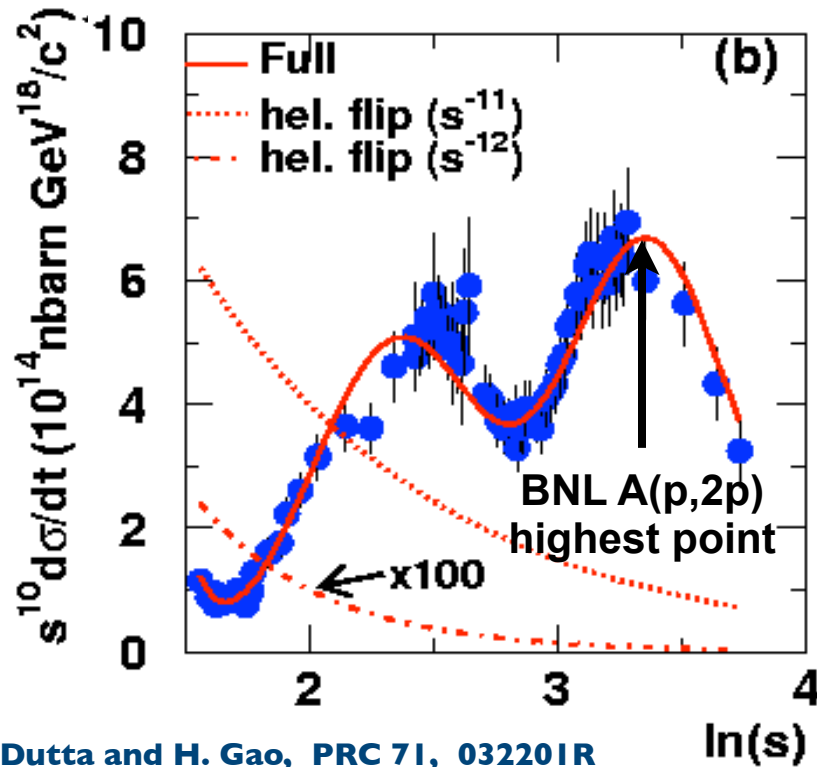 10
(b)
Full
hel. flip (s⁻¹¹)
hel. flip (s⁻¹²)
8
6
4
2
0
s¹⁰dσ/dt (10¹⁴nbarn GeV¹⁸/c²)
BNL A(p,2p)
highest point
x100
2
3
4
ln(s)
Dutta and H. Gao, PRC 71, 032201R